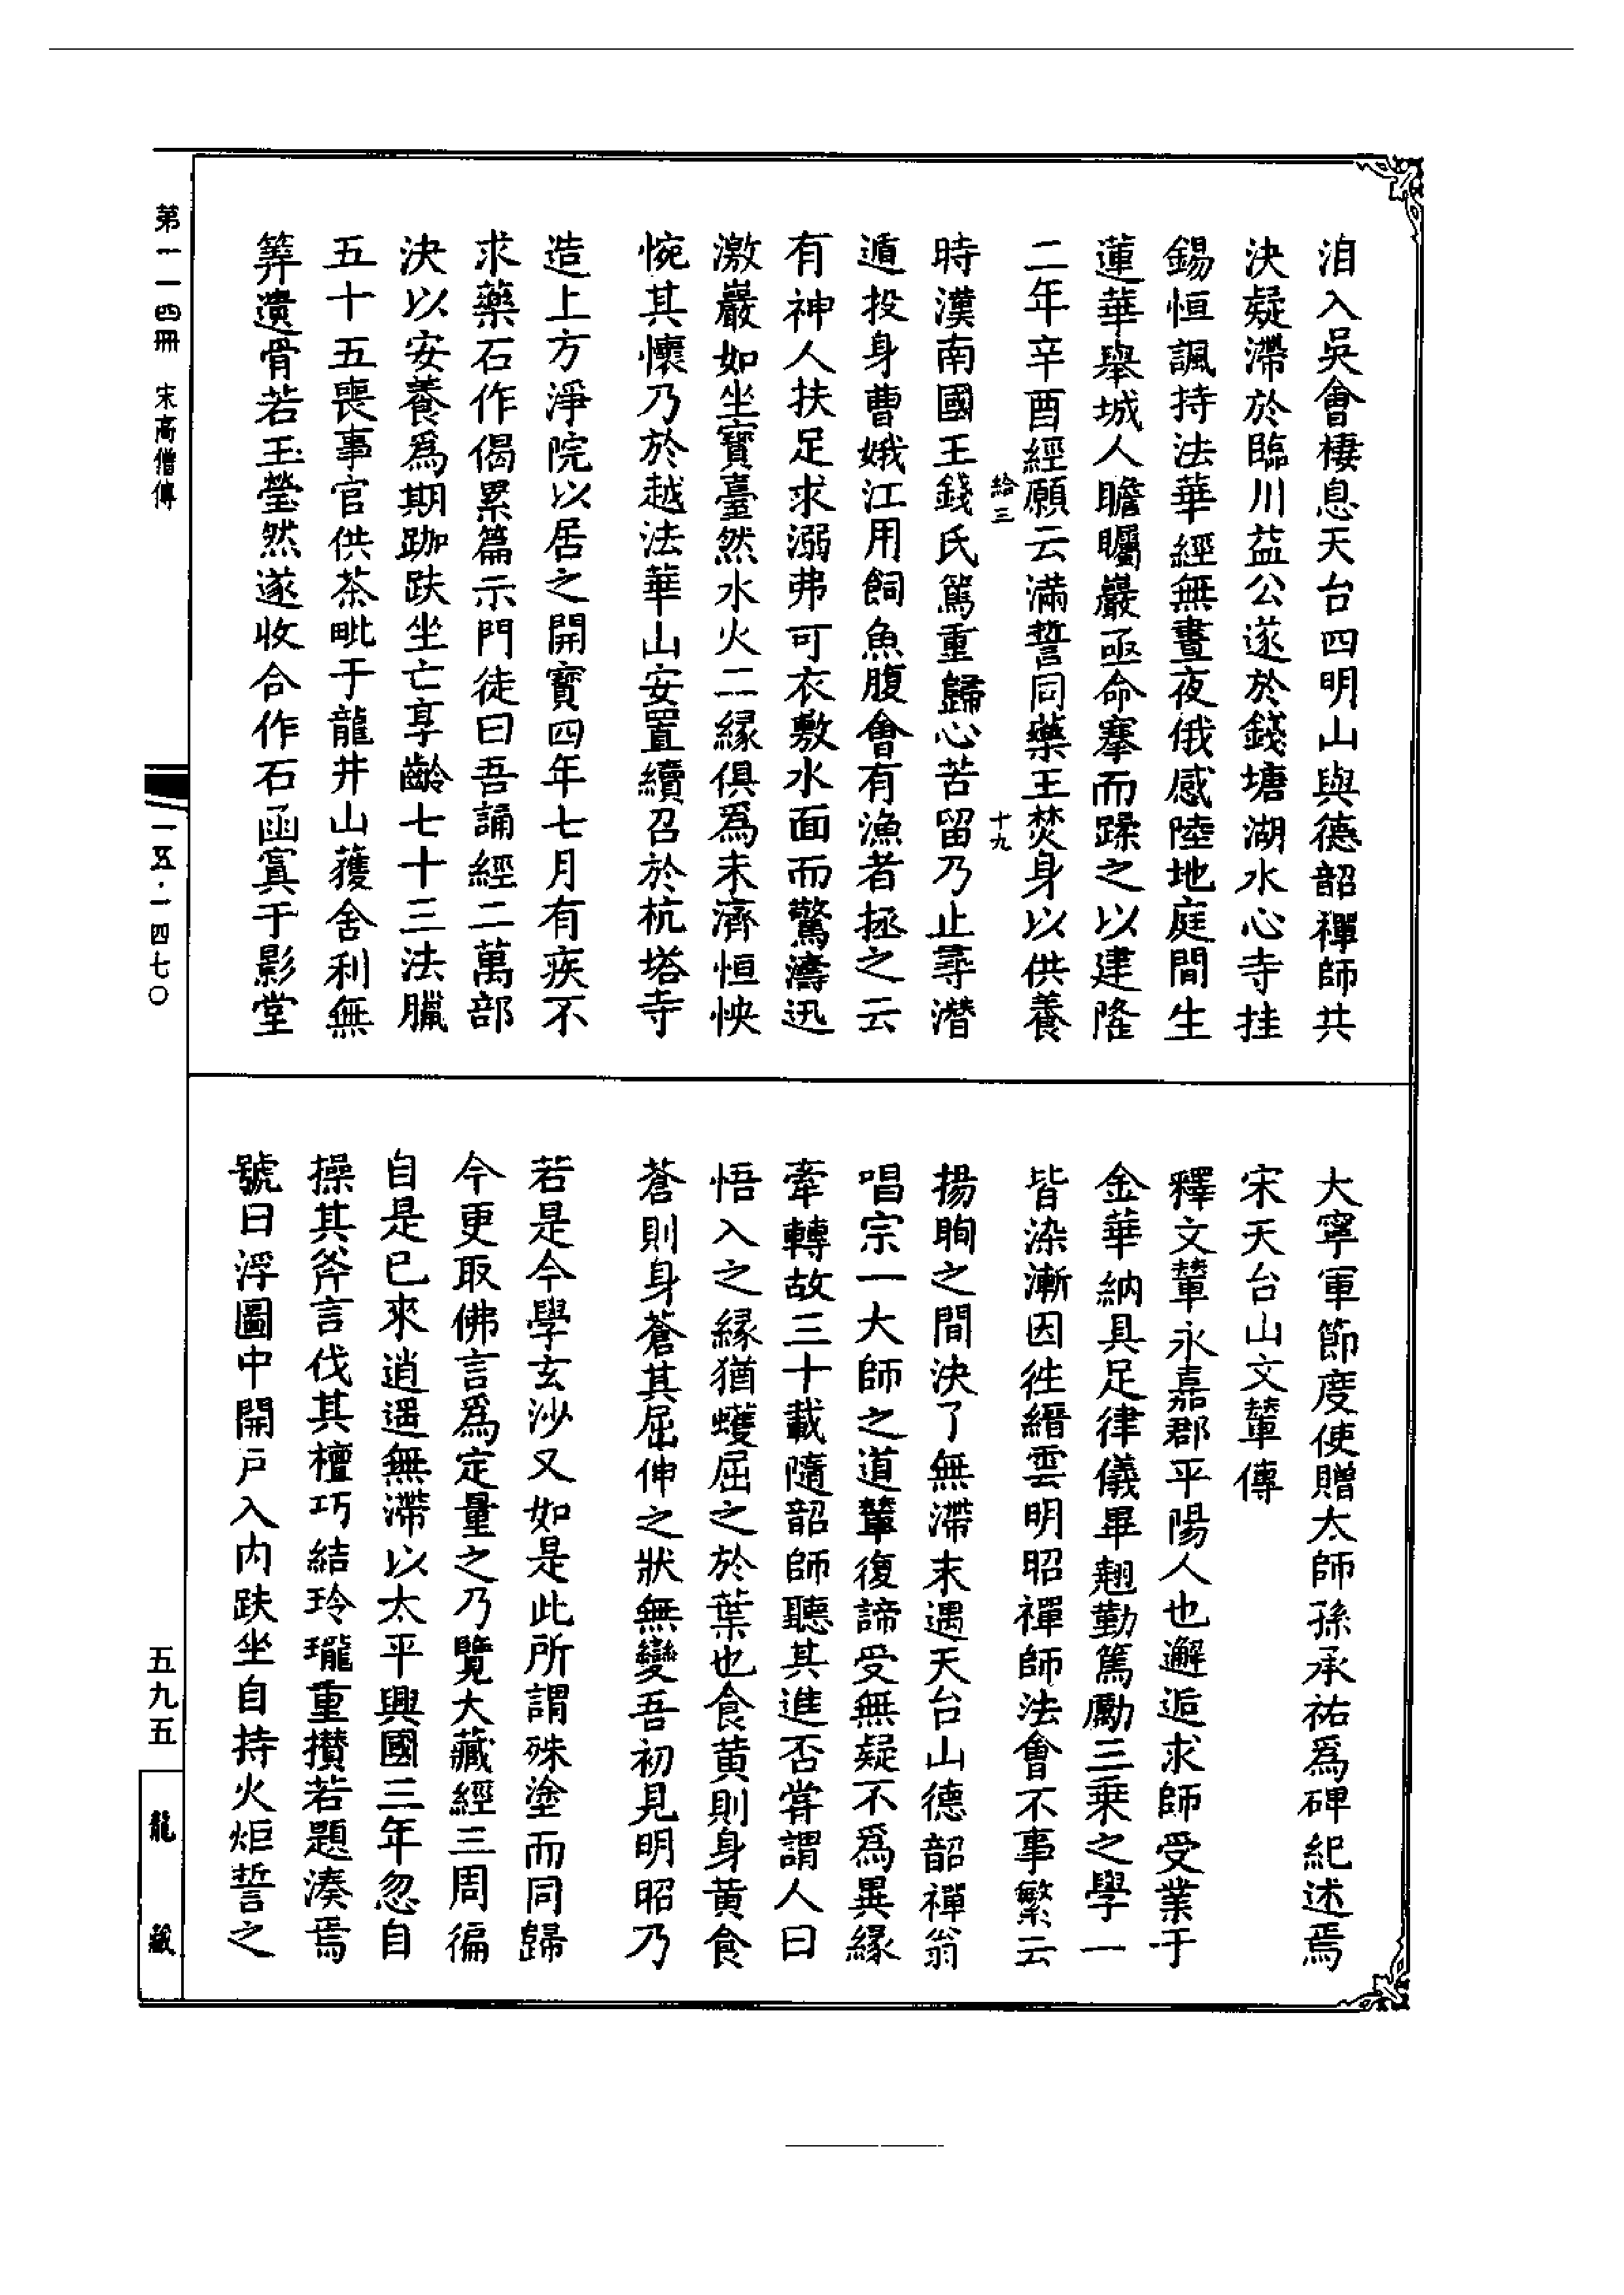 洎入吳會棲息天台四明山與德韶禪師共
決疑滯於臨川益公遂於錢塘湖水心寺挂
錫恒諷持法華經無晝夜俄感陸地庭間生
蓮華舉城人瞻矚巖亟命搴而蹂之以建隆
二年辛酉經願云滿誓同藥王焚身以供養
給三
十九
時漢南國王錢氏篤重歸心苦留乃止尋潛
遁投身曹娥江用飼魚腹會有漁者拯之云
有神人扶足求溺弗可衣敷水面而驚濤迅
激巖如坐寶臺然水火二緣俱爲未濟恒怏
惋其懷乃於越法華山安置續召於杭塔寺
造上方淨院以居之開寶四年七月有疾不
求藥石作偈累篇示門徒曰吾誦經二萬部
決以安養爲期跏趺坐亡享齡七十三法臘
五十五喪事官供茶毗于龍井山獲舍利無
筭遺骨若玉瑩然遂收合作石函寘于影堂
大寧軍節度使贈太師孫承祐爲碑紀述焉
宋天台山文輦傳
釋文輦永嘉郡平陽人也邂逅求師受業于
金華納具足律儀畢翹勤篤勵三乘之學一
皆染漸因徃縉雲明昭禪師法會不事繁云
揚眴之間決了無滯末遇天台山德韶禪翁
唱宗一大師之道輦復諦受無疑不爲異緣
牽轉故三十載隨韶師聽其進否甞謂人曰
悟入之緣猶蠖屈之於葉也食黄則身黄食
蒼則身蒼其屈伸之狀無變吾初見明昭乃
若是今學玄沙又如是此所謂殊塗而同歸
今更取佛言爲定量之乃覽大藏經三周徧
自是已來逍遥無滯以太平興國三年忽自
操其斧言伐其檀巧結玲瓏重攅若題湊焉
號曰浮圖中開戸入内趺坐自持火炬誓之
第一一四冊 宋高僧傳
一五·一四七〇
五九五
龍藏